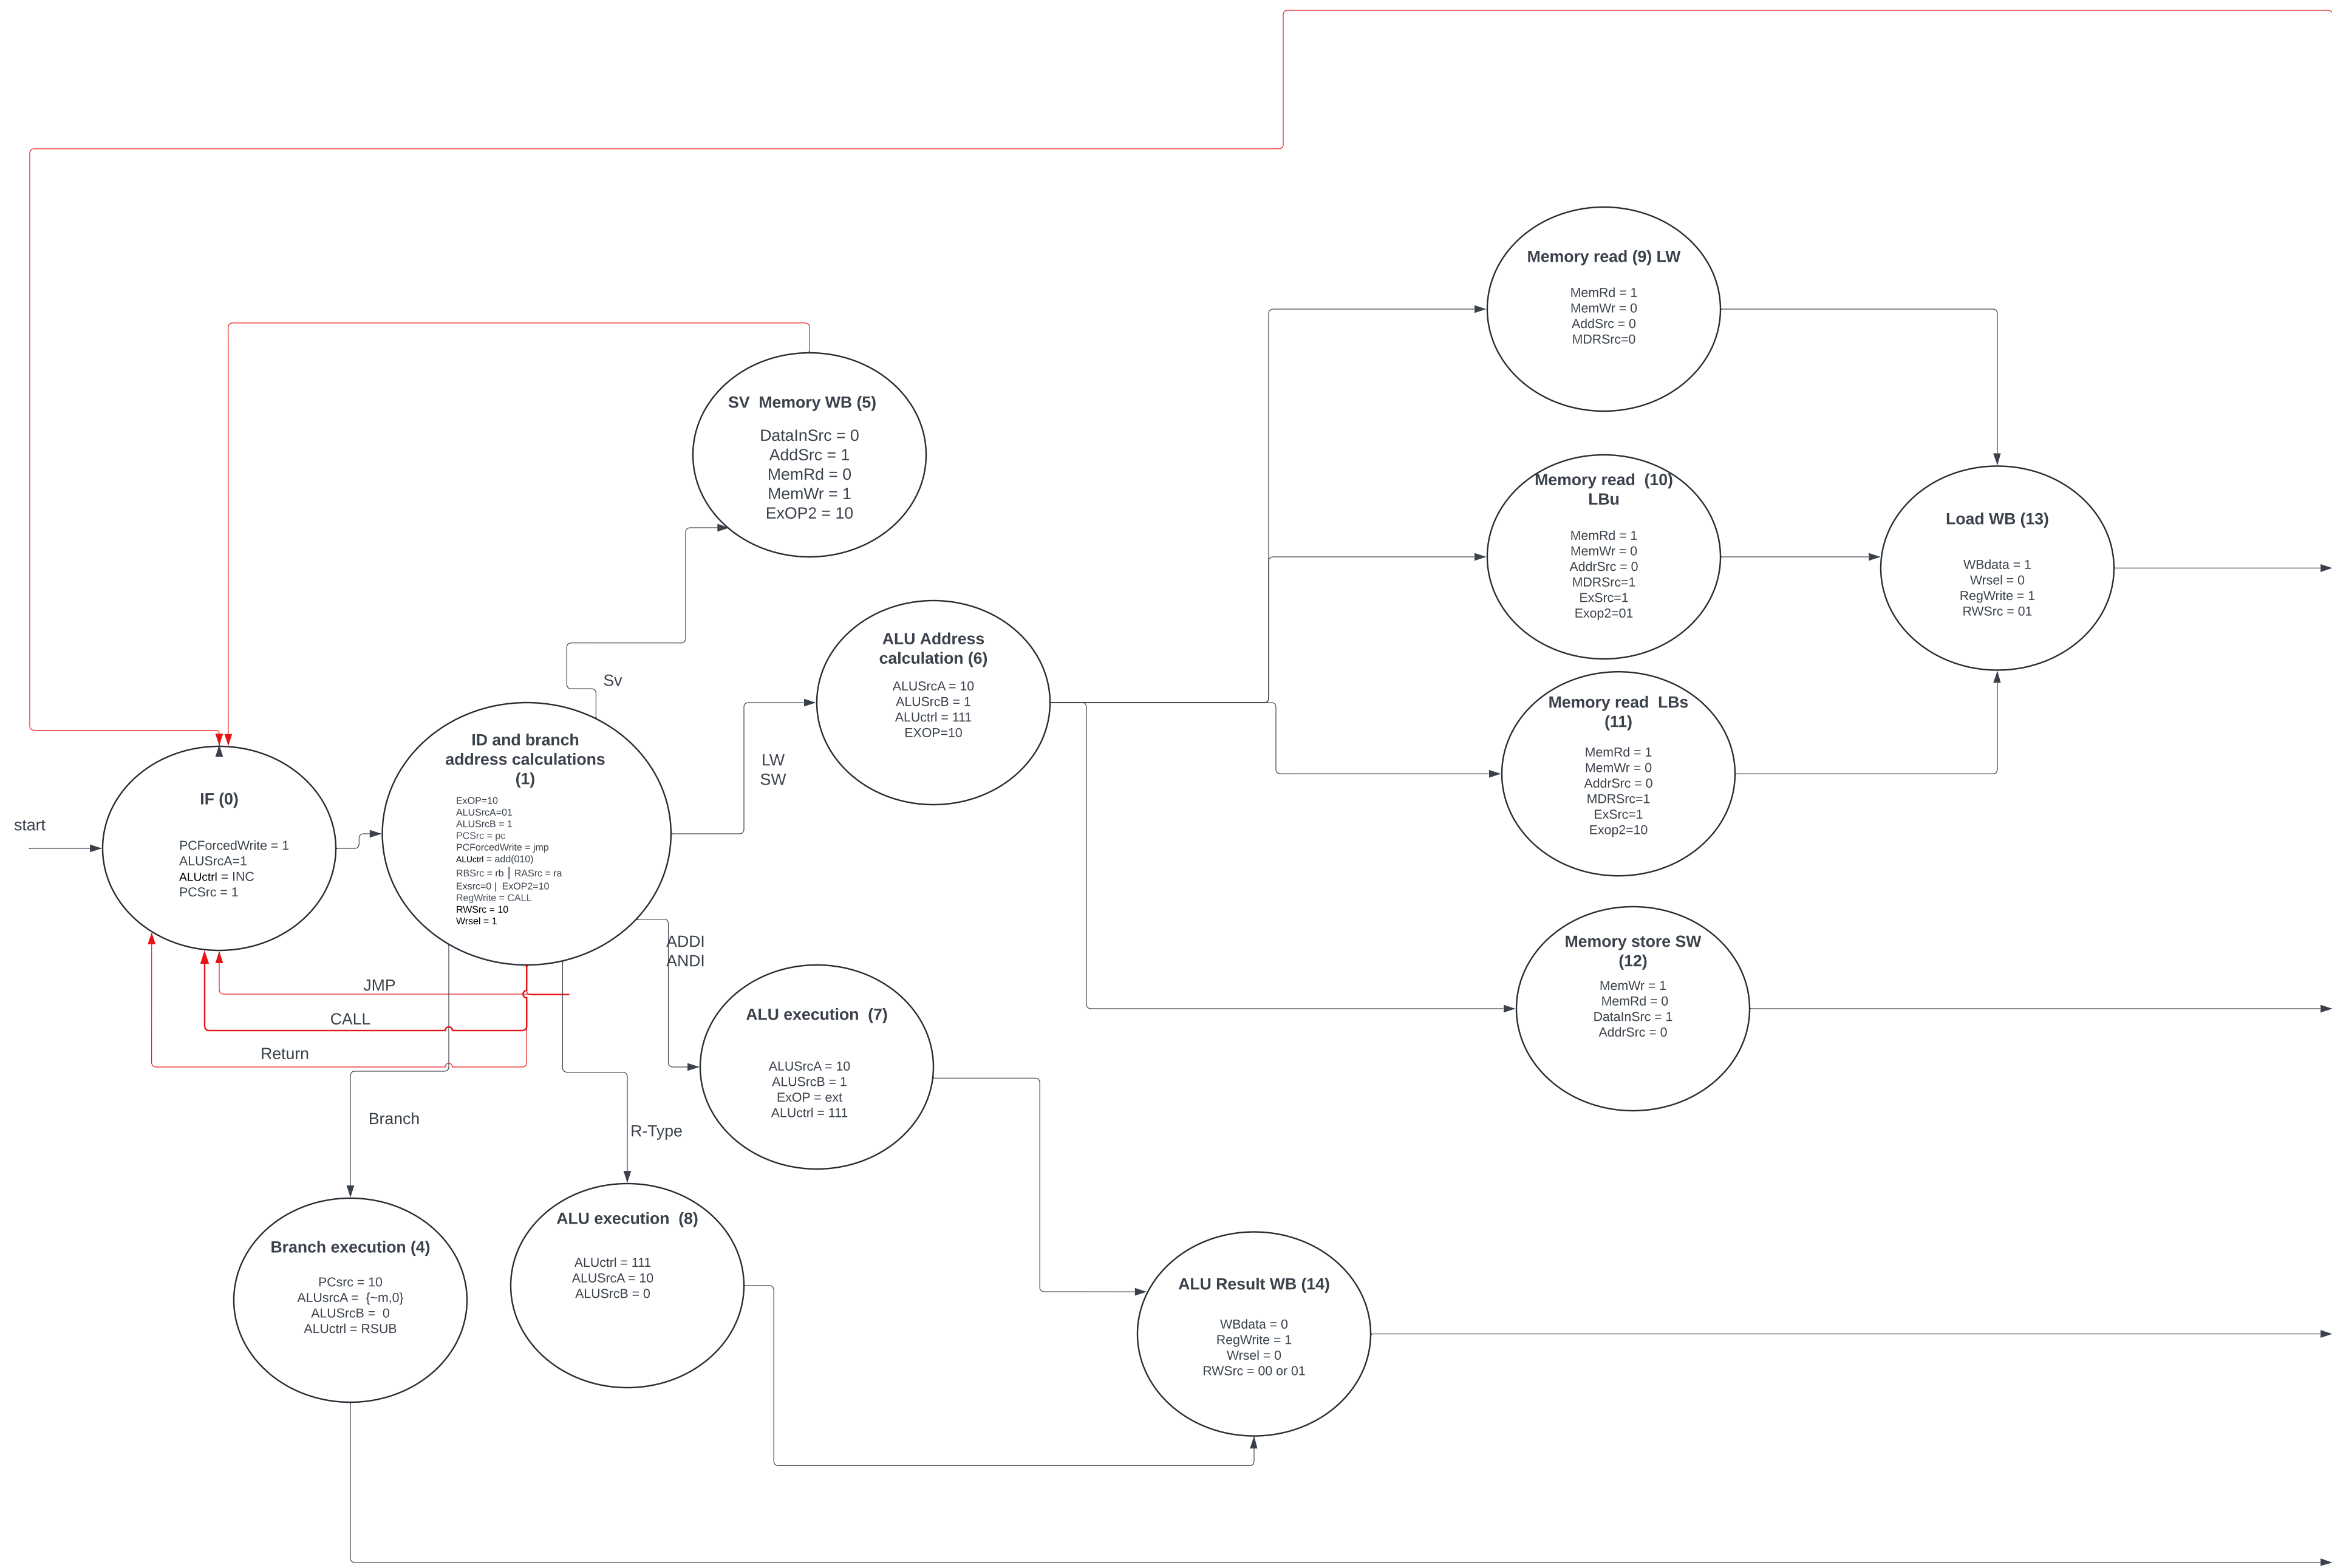 start
IF (0)
PCForcedWrite = 1
ALUSrcA=1
ALUctrl = INC
PCSrc = 1
ID and branch
address calculations
(1)
ExOP=10
ALUSrcA=01
ALUSrcB = 1
PCSrc = pc
PCForcedWrite = jmp
ALUctrl = add(010)
RBSrc = rb | RASrc = ra
Exsrc=0 | ExOP2=10
RegWrite = CALL
RWSrc = 10
Wrsel = 1
JMP
CALL
Return
Branch
R-Type
ADDI
ANDI
LW
SW
Sv
SV Memory WB (5)
DataInSrc = 0
AddSrc = 1
MemRd = 0
MemWr = 1
ExOP2 = 10
ALU Address
calculation (6)
ALUSrcA = 10
ALUSrcB = 1
ALUctrl = 111
EXOP=10
Memory read (9) LW
MemRd = 1
MemWr = 0
AddSrc = 0
MDRSrc=0
Memory read (10)
LBu
MemRd = 1
MemWr = 0
AddrSrc = 0
MDRSrc=1
ExSrc=1
Exop2=01
Memory read LBs
(11)
MemRd = 1
MemWr = 0
AddrSrc = 0
MDRSrc=1
ExSrc=1
Exop2=10
Load WB (13)
WBdata = 1
Wrsel = 0
RegWrite = 1
RWSrc = 01
Memory store SW
(12)
MemWr = 1
MemRd = 0
DataInSrc = 1
AddrSrc = 0
ALU execution (7)
ALUSrcA = 10
ALUSrcB = 1
ExOP = ext
ALUctrl = 111
Branch execution (4)
PCsrc = 10
ALUsrcA = {~m,0}
ALUSrcB = 0
ALUctrl = RSUB
ALU execution (8)
ALUctrl = 111
ALUSrcA = 10
ALUSrcB = 0
ALU Result WB (14)
WBdata = 0
RegWrite = 1
Wrsel = 0
RWSrc = 00 or 01